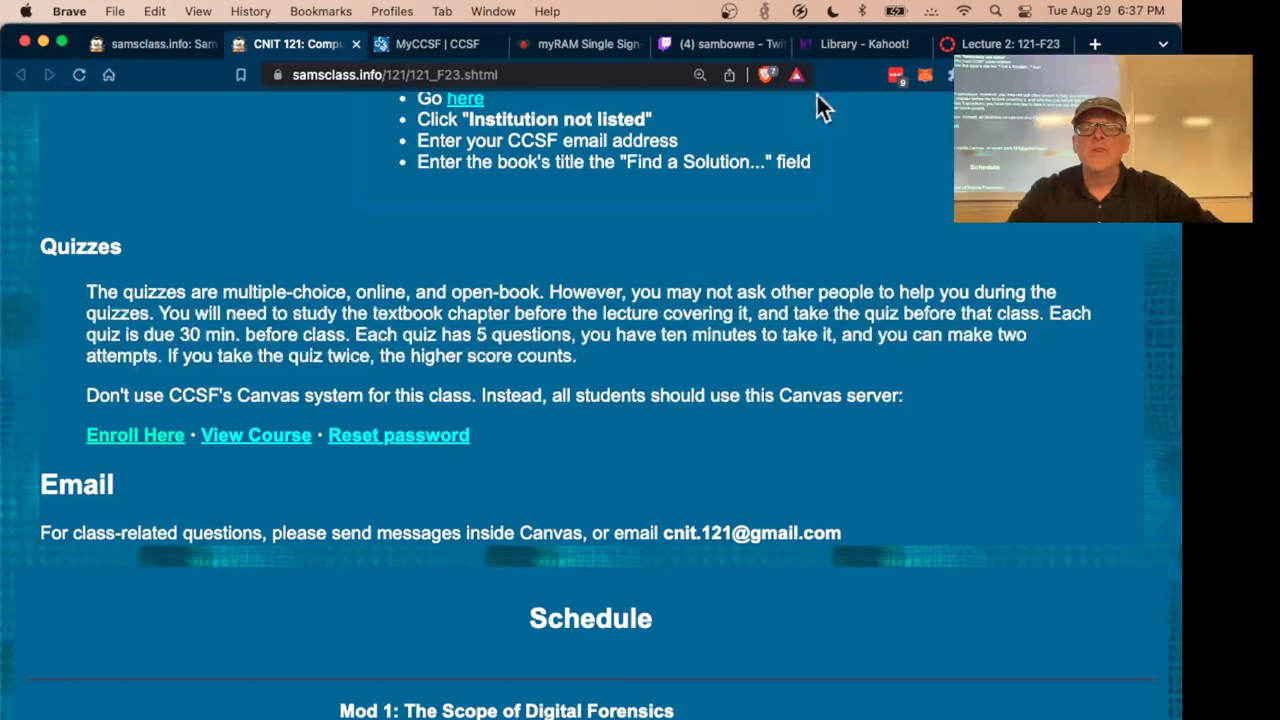 Brave File Edit View History Bookmarks Profiles Tab Window Help Tue Aug 29 6:37 PM
samsclass.info: Sam CNIT 121: Compu MyCCSF | CCSF myRAM Single Sign- (4) sambowne - Twi Library - Kahoot! Lecture 2: 121-F23
samsclass.info/121/121_F23.shtml 7 9
• Go here
• Click "Institution not listed"
• Enter your CCSF email address
• Enter the book's title the "Find a Solution..." field
Schedule
Quizzes
The quizzes are multiple-choice, online, and open-book. However, you may not ask other people to help you during the
quizzes. You will need to study the textbook chapter before the lecture covering it, and take the quiz before that class. Each
quiz is due 30 min. before class. Each quiz has 5 questions, you have ten minutes to take it, and you can make two
attempts. If you take the quiz twice, the higher score counts.
Don't use CCSF's Canvas system for this class. Instead, all students should use this Canvas server:
Enroll Here · View Course · Reset password
Email
For class-related questions, please send messages inside Canvas, or email cnit.121@gmail.com
Schedule
Mod 1: The Scope of Digital Forensics